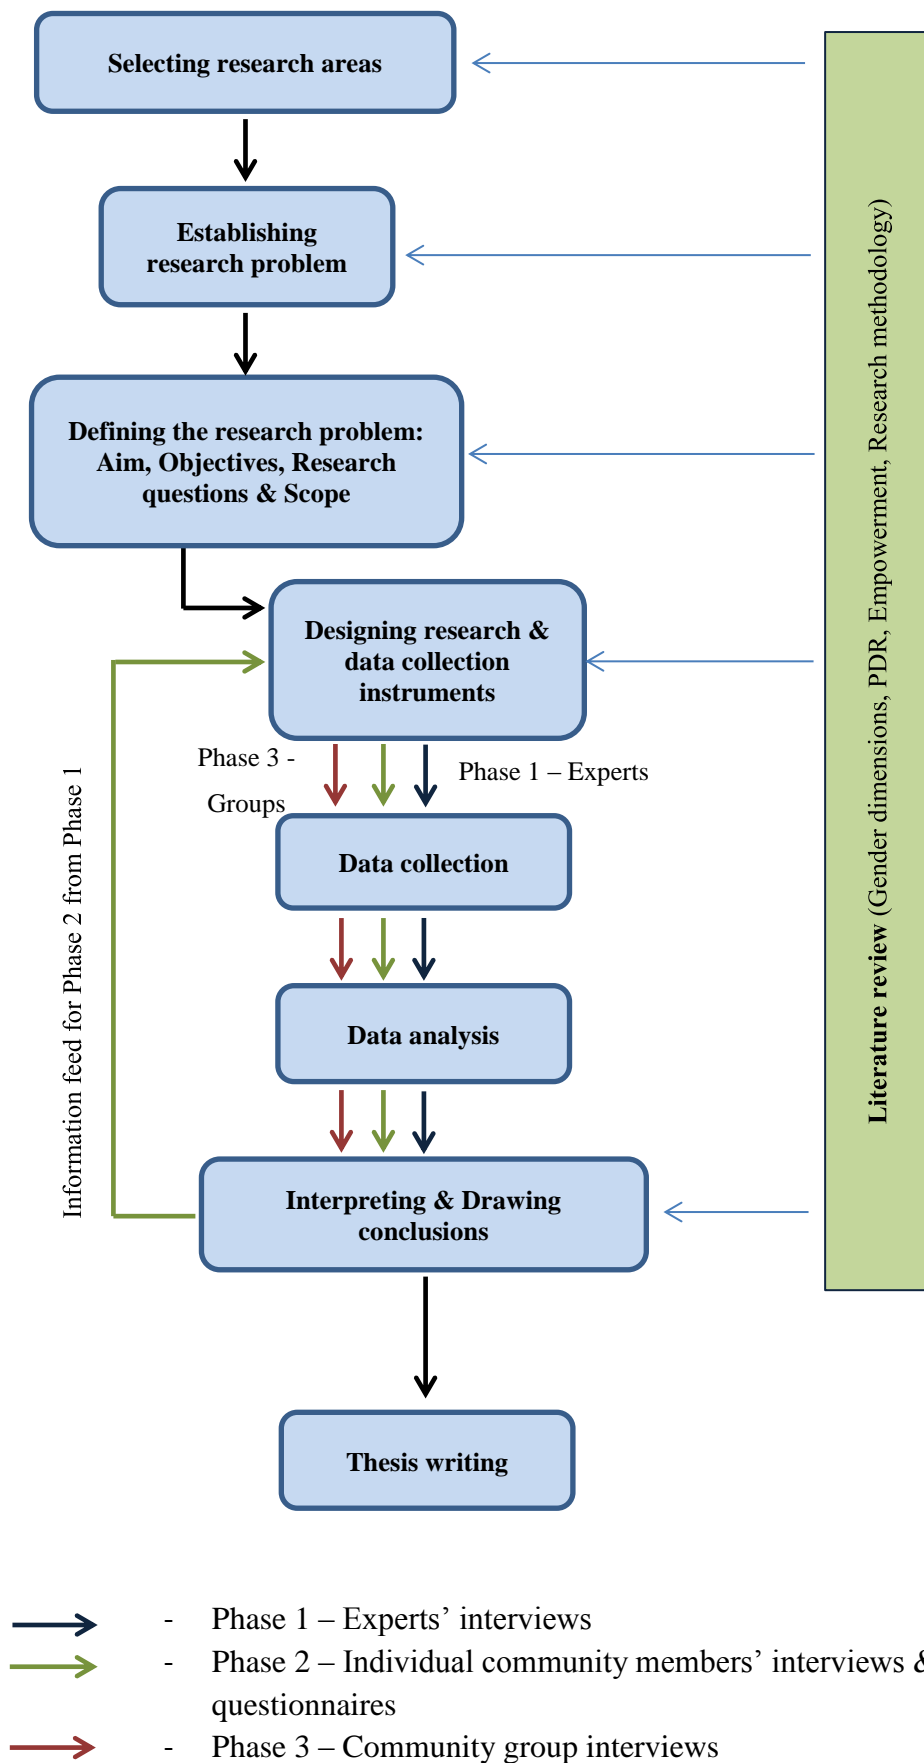 Selecting research areas
Establishing
research problem
Defining the research problem:
Aim, Objectives, Research
questions & Scope
Designing research &
data collection
instruments
Phase 3 -
Groups
Phase 1 – Experts
Data collection
Data analysis
Interpreting & Drawing
conclusions
Thesis writing
Information feed for Phase 2 from Phase 1
Literature review (Gender dimensions, PDR, Empowerment, Research methodology)
- Phase 1 – Experts’ interviews
- Phase 2 – Individual community members’ interviews &
questionnaires
- Phase 3 – Community group interviews